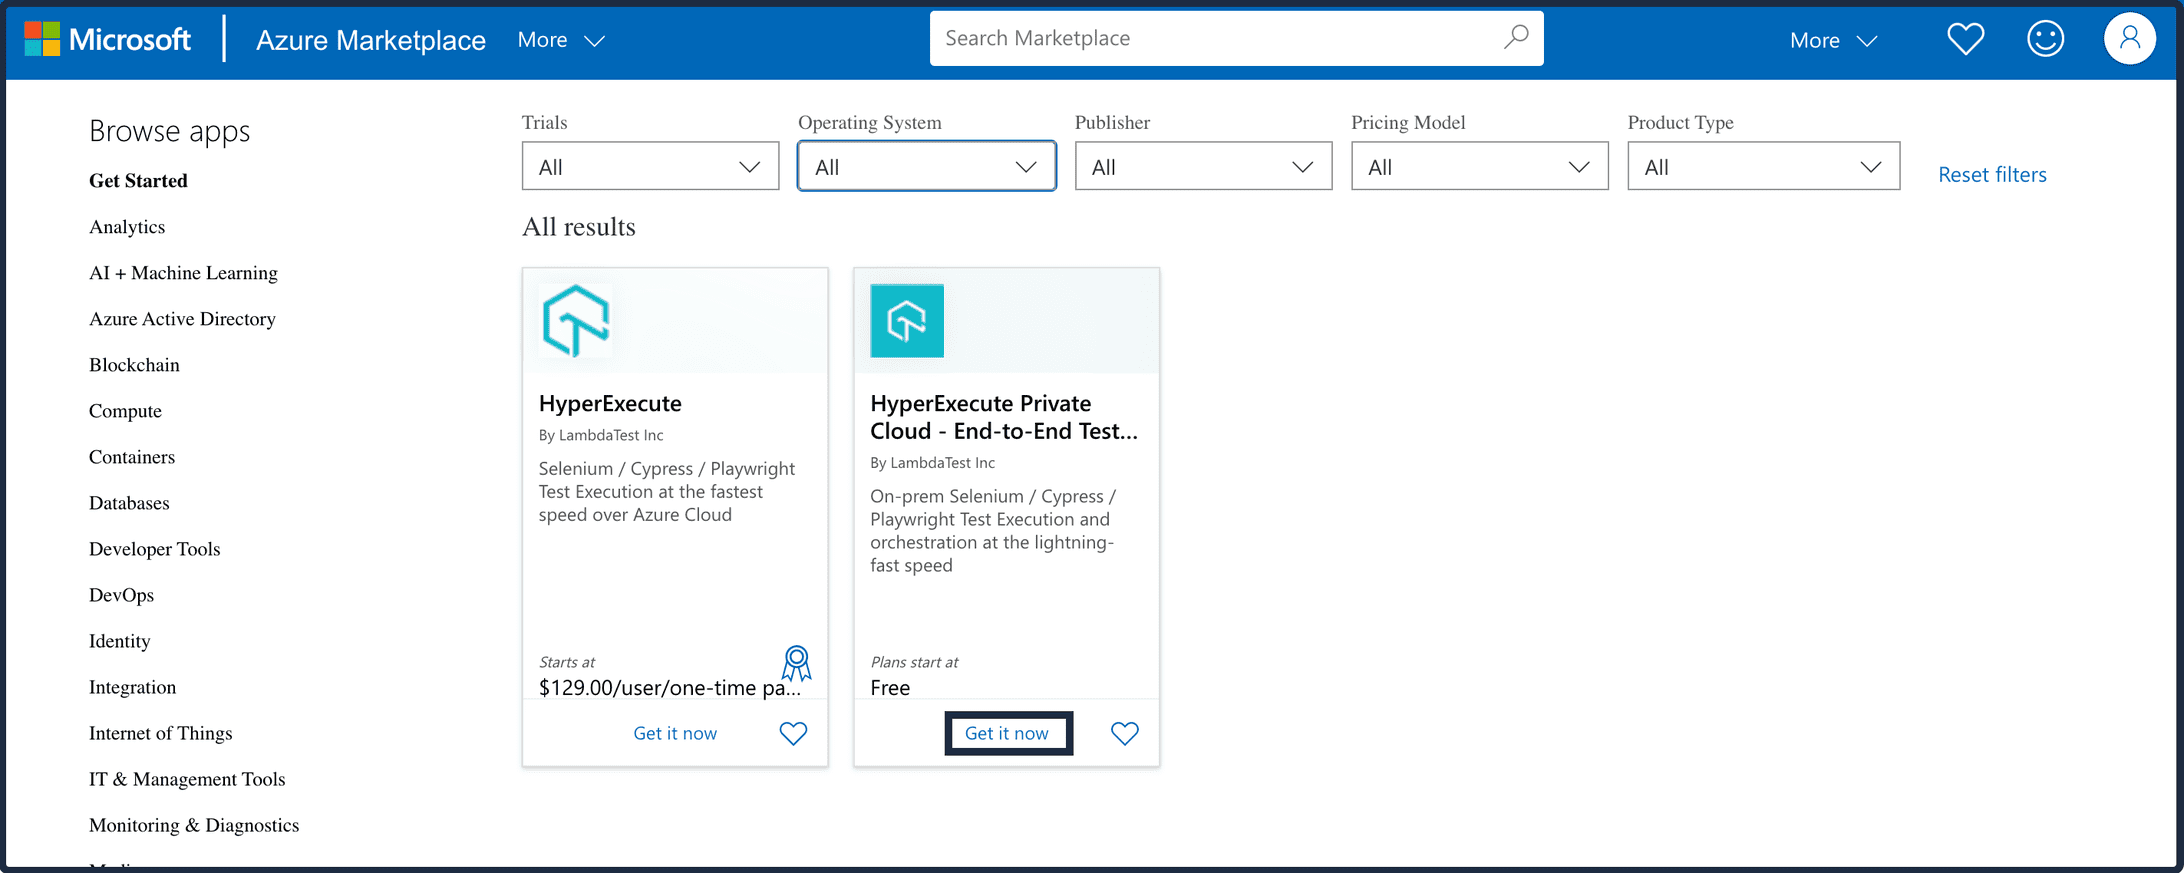 Microsoft
Azure Marketplace
More
Search Marketplace
More
Browse apps
Get Started
Analytics
AI + Machine Learning
Azure Active Directory
Blockchain
Compute
Containers
Databases
Developer Tools
DevOps
Identity
Integration
Internet of Things
IT & Management Tools
Monitoring & Diagnostics
Trials
All
Operating System
All
Publisher
All
Pricing Model
All
Product Type
All
Reset filters
All results
HyperExecute
By LambdaTest Inc
Selenium / Cypress / Playwright
Test Execution at the fastest
speed over Azure Cloud
Starts at
$129.00/user/one-time pa...
Get it now
HyperExecute Private
Cloud - End-to-End Test...
By LambdaTest Inc
On-prem Selenium / Cypress /
Playwright Test Execution and
orchestration at the lightning-
fast speed
Plans start at
Free
Get it now